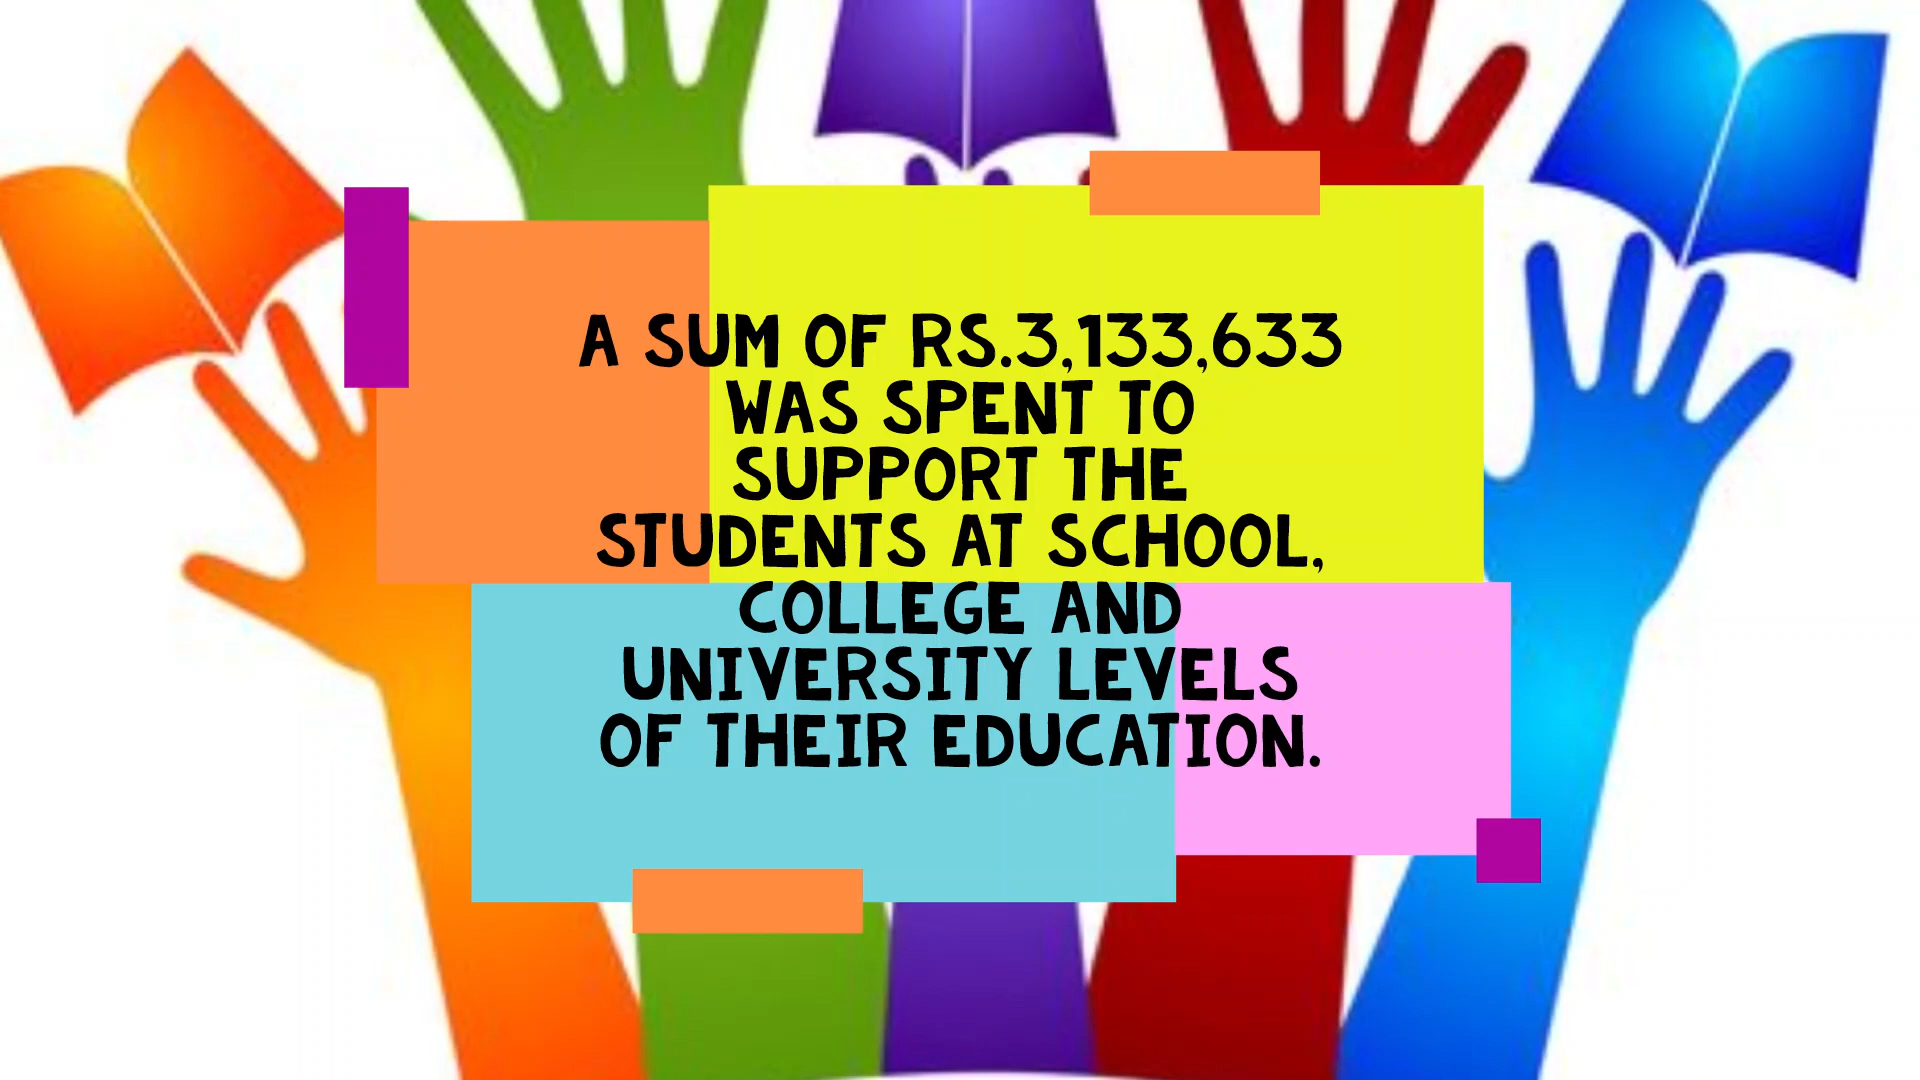 A SUM OF RS.3,133,633
WAS SPENT TO
SUPPORT THE
STUDENTS AT SCHOOL,
COLLEGE AND
UNIVERSITY LEVELS
OF THEIR EDUCATION.